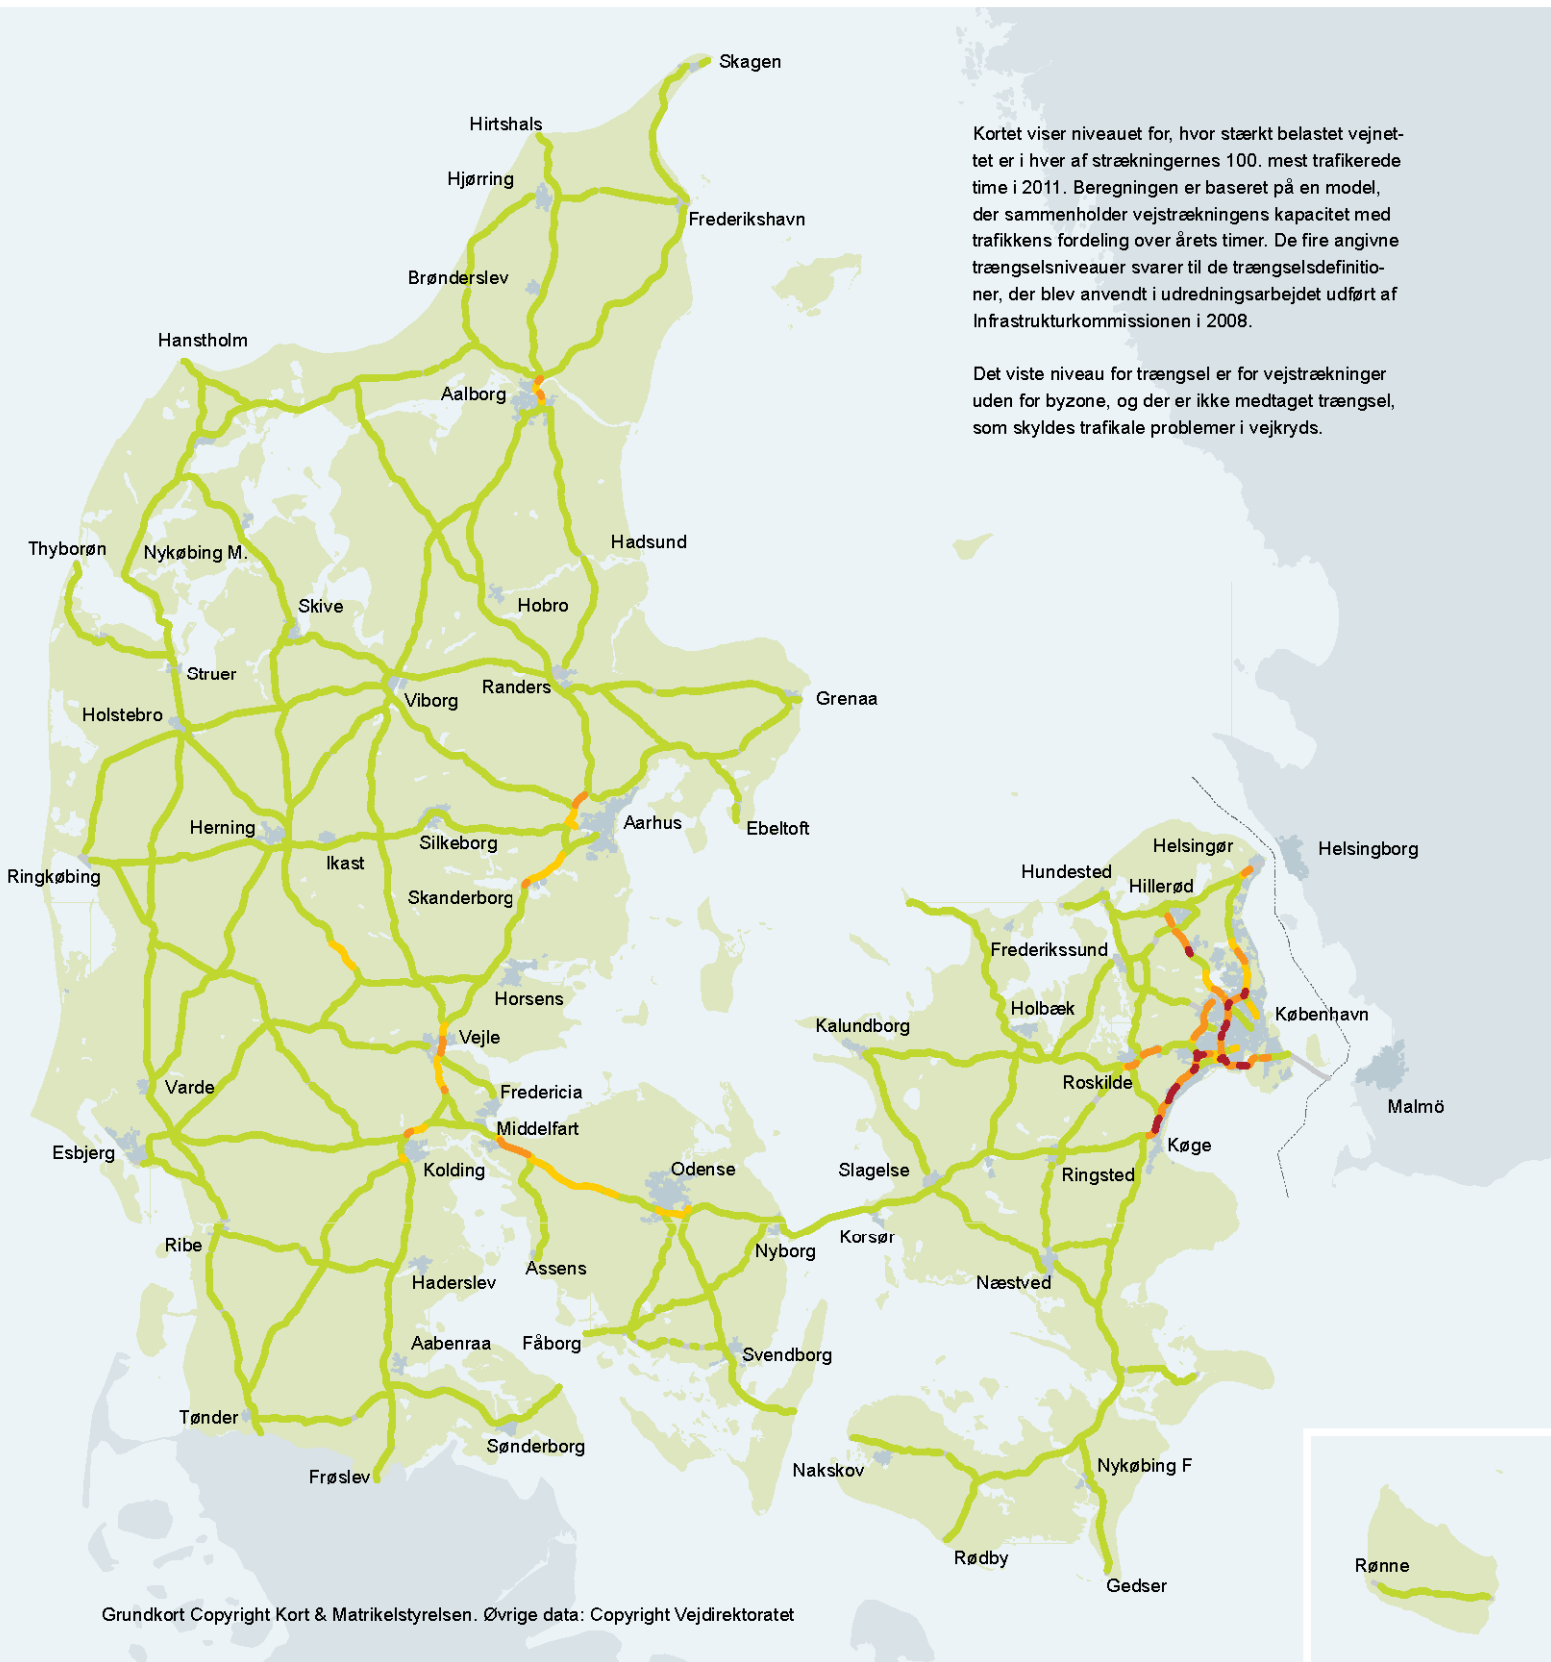 Skagen
Hirtshals
Hjørring
Frederikshavn
Brønderslev
Hanstholm
Aalborg
Kortet viser niveauet for, hvor stærkt belastet vejnet-
tet er i hver af strækningernes 100. mest trafikerede
time i 2011. Beregningen er baseret på en model,
der sammenholder vejstrækningens kapacitet med
trafikkens fordeling over årets timer. De fire angivne
trængselsniveauer svarer til de trængselsdefinitio-
ner, der blev anvendt i udredningsarbejdet udført af
Infrastrukturkommissionen i 2008.
Det viste niveau for trængsel er for vejstrækninger
uden for byzone, og der er ikke medtaget trængsel,
som skyldes trafikale problemer i vejkryds.
Thyborøn
Nykøbing M.
Hadsund
Skive
Hobro
Struer
Viborg
Randers
Grenaa
Holstebro
Herning
Ikast
Silkeborg
Aarhus
Ebeltoft
Ringkøbing
Skanderborg
Helsingør
Helsingborg
Hundested
Hillerød
Frederikssund
Horsens
Holbæk
København
Kalundborg
Vejle
Varde
Fredericia
Roskilde
Malmö
Middelfart
Esbjerg
Kolding
Odense
Slagelse
Ringsted
Køge
Ribe
Nyborg
Korsør
Haderslev
Assens
Næstved
Aabenraa
Fåborg
Svendborg
Tønder
Sønderborg
Frøslev
Nakskov
Nykøbing F
Rødby
Gedser
Rønne
Grundkort Copyright Kort & Matrikelstyrelsen. Øvrige data: Copyright Vejdirektoratet